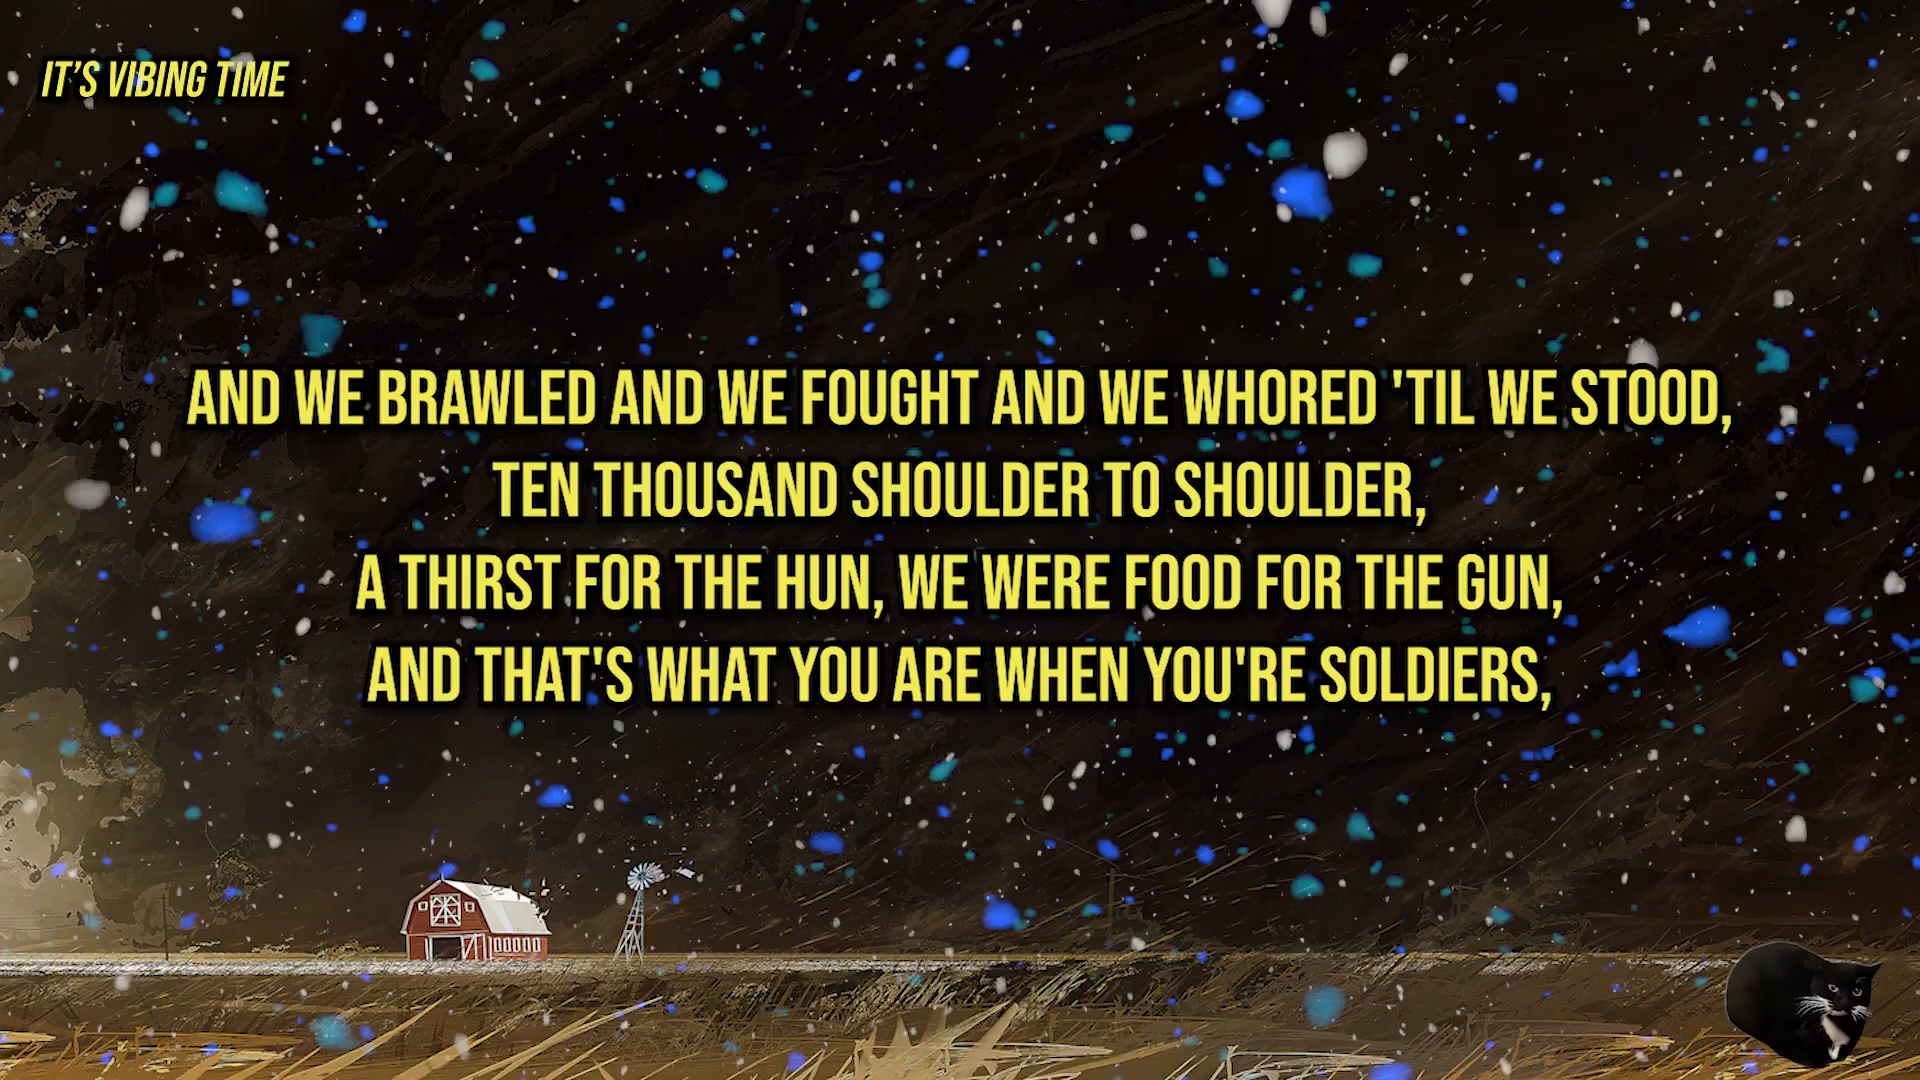 IT'S VIBING TIME
AND WE BRAWLED AND WE FOUGHT AND WE WHORED 'TIL WE STOOD,
TEN THOUSAND SHOULDER TO SHOULDER,
A THIRST FOR THE HUN, WE WERE FOOD FOR THE GUN,
AND THAT'S WHAT YOU ARE WHEN YOU'RE SOLDIERS,